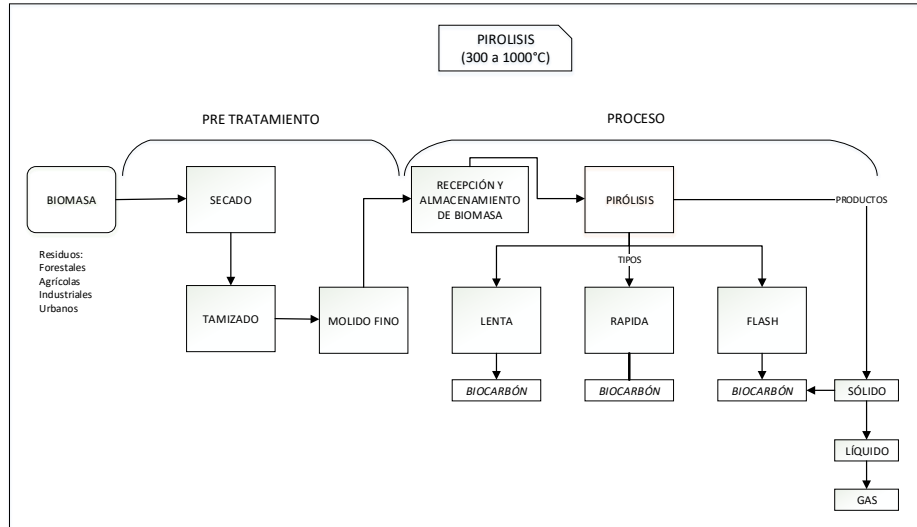 PIROLISIS
(300 a 1000°C)
PRE TRATAMIENTO
PROCESO
BIOMASA
SECADO
RECEPCIÓN Y
ALMACENAMIENTO
DE BIOMASA
PIRÓLISIS
PRODUCTOS
Residuos:
Forestales
Agrícolas
Industriales
Urbanos
TIPOS
TAMIZADO
MOLIDO FINO
LENTA
RAPIDA
FLASH
BIOCARBÓN
BIOCARBÓN
BIOCARBÓN
SÓLIDO
LÍQUIDO
GAS